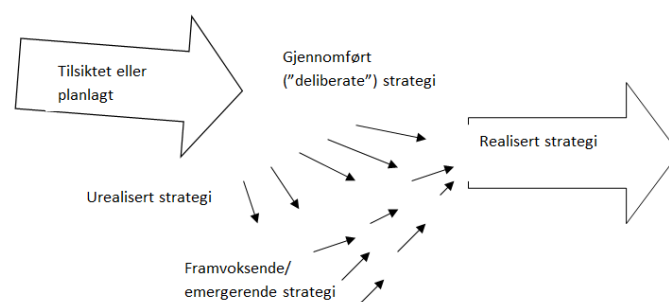 Tilsiktet eller
planlagt
Gjennomført
(”deliberate”) strategi
Realisert strategi
Urealisert strategi
Framvoksende/
emergerende strategi